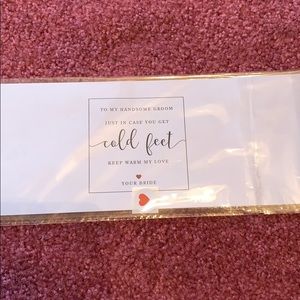 TO MY HANDSOME GROOM
JUST IN CASE YOU GET
cold feet
KEEP WARM MY LOVE
YOUR BRIDE